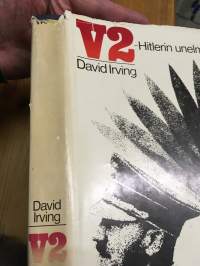 V2 -Hitlerin
David Irving
David
Irving
V2